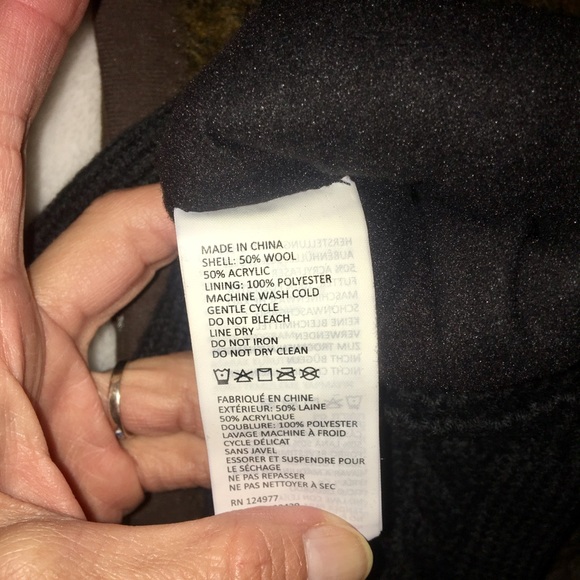 MADE IN CHINA
SHELL: 50% WOOL
50% ACRYLIC
LINING: 100% POLYESTER
MACHINE WASH COLD
GENTLE CYCLE
DO NOT BLEACH
LINE DRY
DO NOT IRON
DO NOT DRY CLEAN
FABRIQUÉ EN CHINE
EXTÉRIEUR: 50% LAINE
50% ACRYLIQUE
DOUBLURE: 100% POLYESTER
LAVAGE MACHINE À FROID
CYCLE DÉLICAT
SANS JAVEL
ESSORER ET SUSPENDRE POUR
LE SÉCHAGE
NE PAS REPASSER
NE PAS NETTOYER À SEC
RN 124977